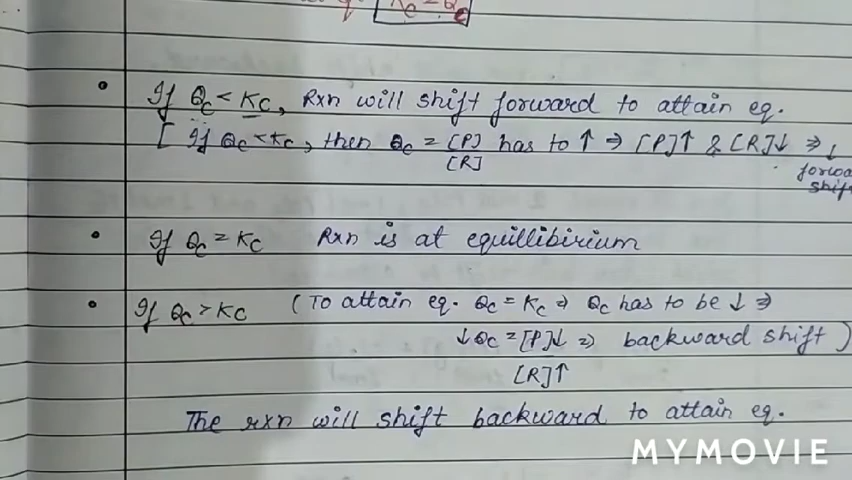 Kc = Qc
• If Qc < Kc, Rxn will shift forward to attain eq.
[ If Qc < Kc, then Qc = [P]/[R] has to ↑ ⇒ [P]↑ & [R]↓ ⇒ ↓
shift
• If Qc = Kc Rxn is at equillibirium
• If Qc > Kc (To attain eq. Qc = Kc ⇒ Qc has to be ↓ ⇒
↓Qc = [P]↓/[R]↑ ⇒ backward shift)
The rxn will shift backward to attain eq.
MYMOVIE